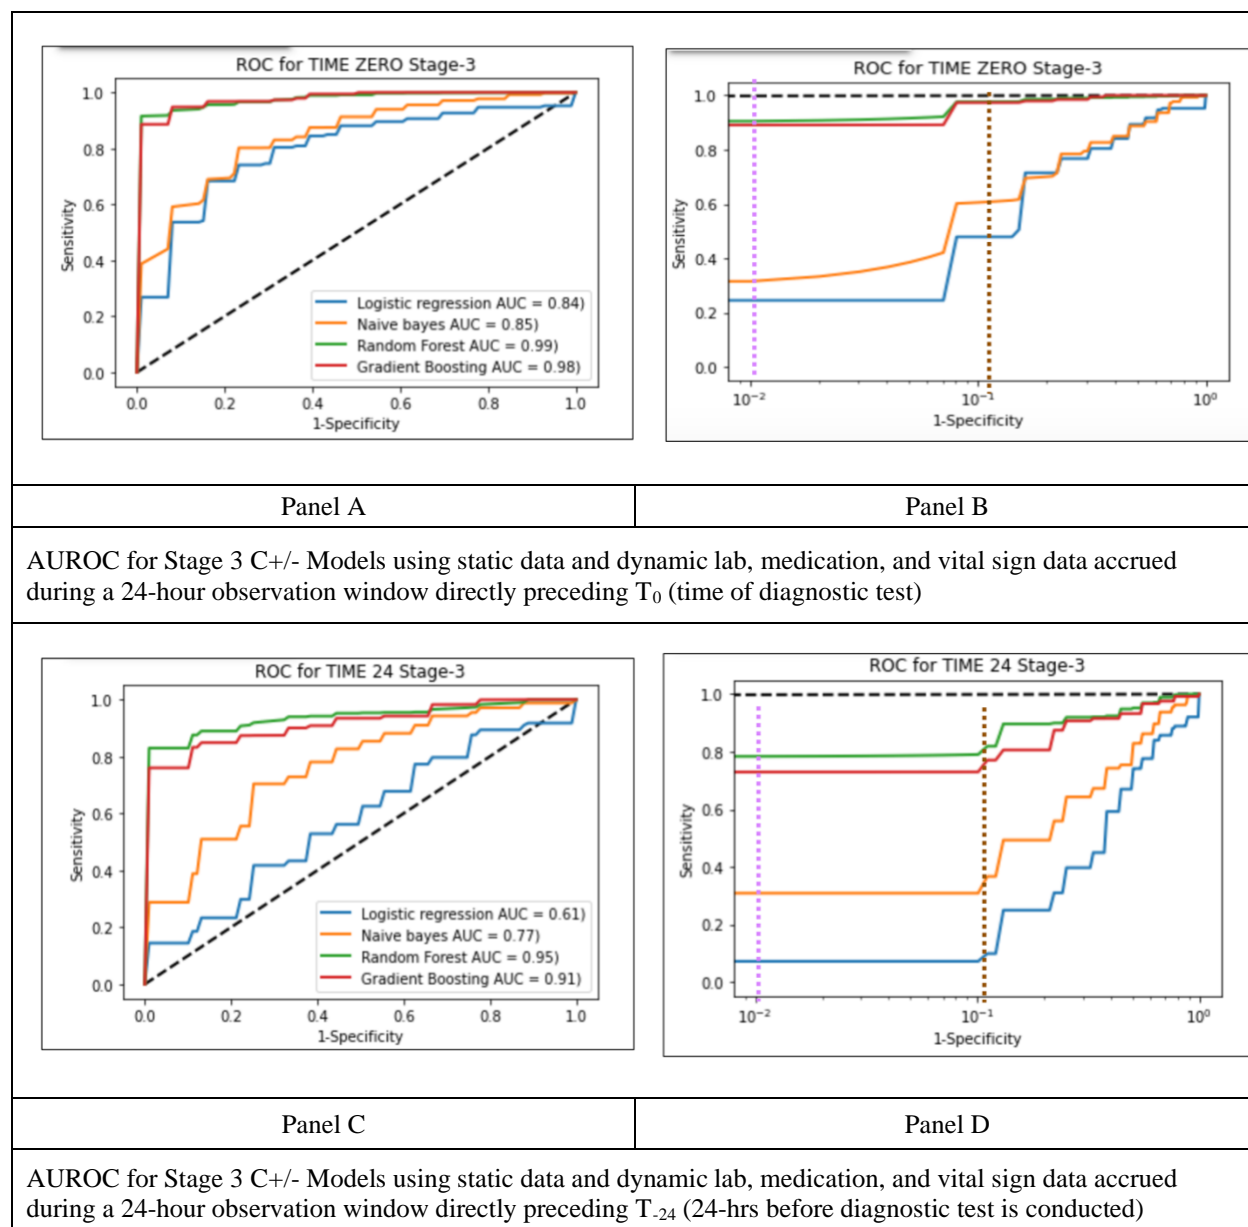 ROC for TIME ZERO Stage-3
1.0
0.8
0.6
0.4
0.2
0.0
Sensitivity
Logistic regression AUC = 0.84)
Naive bayes AUC = 0.85)
Random Forest AUC = 0.99)
Gradient Boosting AUC = 0.98)
0.0 0.2 0.4 0.6 0.8 1.0
1-Specificity
ROC for TIME ZERO Stage-3
1.0
0.8
0.6
0.4
0.2
0.0
Sensitivity
10⁻² 10⁻¹ 10⁰
1-Specificity
Panel A
Panel B
AUROC for Stage 3 C+/- Models using static data and dynamic lab, medication, and vital sign data accrued
during a 24-hour observation window directly preceding T₀ (time of diagnostic test)
ROC for TIME 24 Stage-3
1.0
0.8
0.6
0.4
0.2
0.0
Sensitivity
Logistic regression AUC = 0.61)
Naive bayes AUC = 0.77)
Random Forest AUC = 0.95)
Gradient Boosting AUC = 0.91)
0.0 0.2 0.4 0.6 0.8 1.0
1-Specificity
ROC for TIME 24 Stage-3
1.0
0.8
0.6
0.4
0.2
0.0
Sensitivity
10⁻² 10⁻¹ 10⁰
1-Specificity
Panel C
Panel D
AUROC for Stage 3 C+/- Models using static data and dynamic lab, medication, and vital sign data accrued
during a 24-hour observation window directly preceding T₋₂₄ (24-hrs before diagnostic test is conducted)